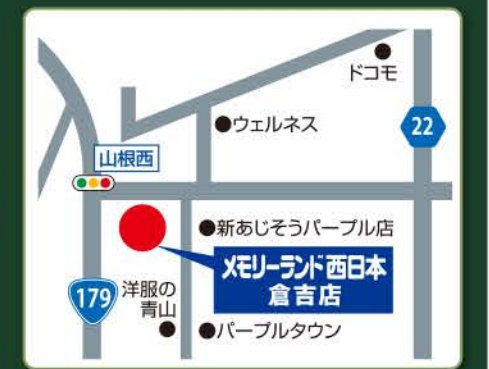 ドコモ
●ウェルネス
22
山根西
●新あじそうパープル店
メモリーランド西日本
倉吉店
179
洋服の
青山
●パープルタウン